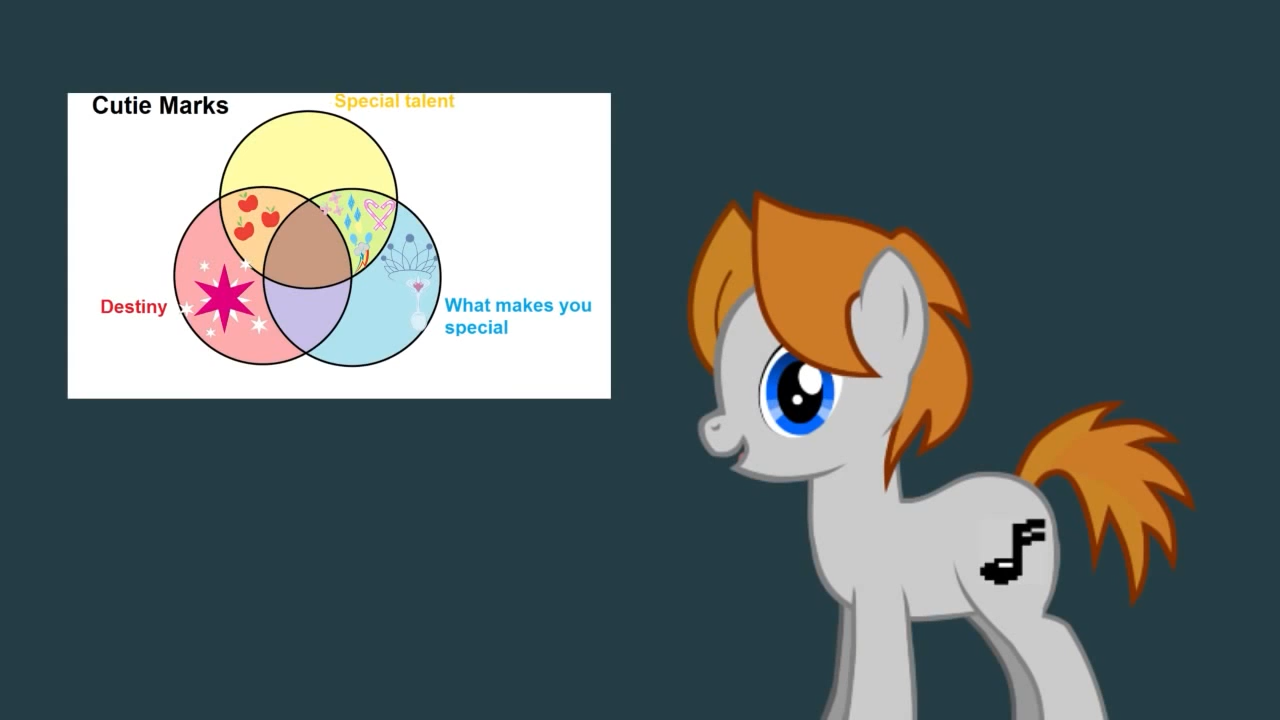 Cutie Marks
Special talent
Destiny
What makes you
special